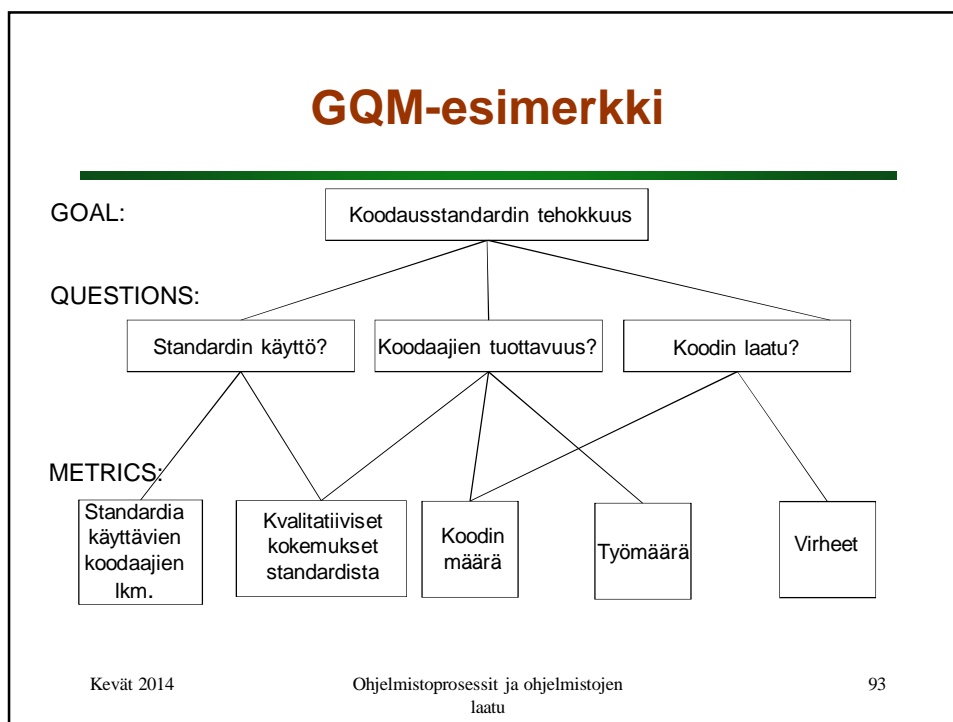 GQM-esimerkki
GOAL:
Koodausstandardin tehokkuus
QUESTIONS:
Standardin käyttö?
Koodaajien tuottavuus?
Koodin laatu?
METRICS:
Standardia
käyttävien
koodaajien
lkm.
Kvalitatiiviset
kokemukset
standardista
Koodin
määrä
Työmäärä
Virheet
Kevät 2014
Ohjelmistoprosessit ja ohjelmistojen
laatu
93